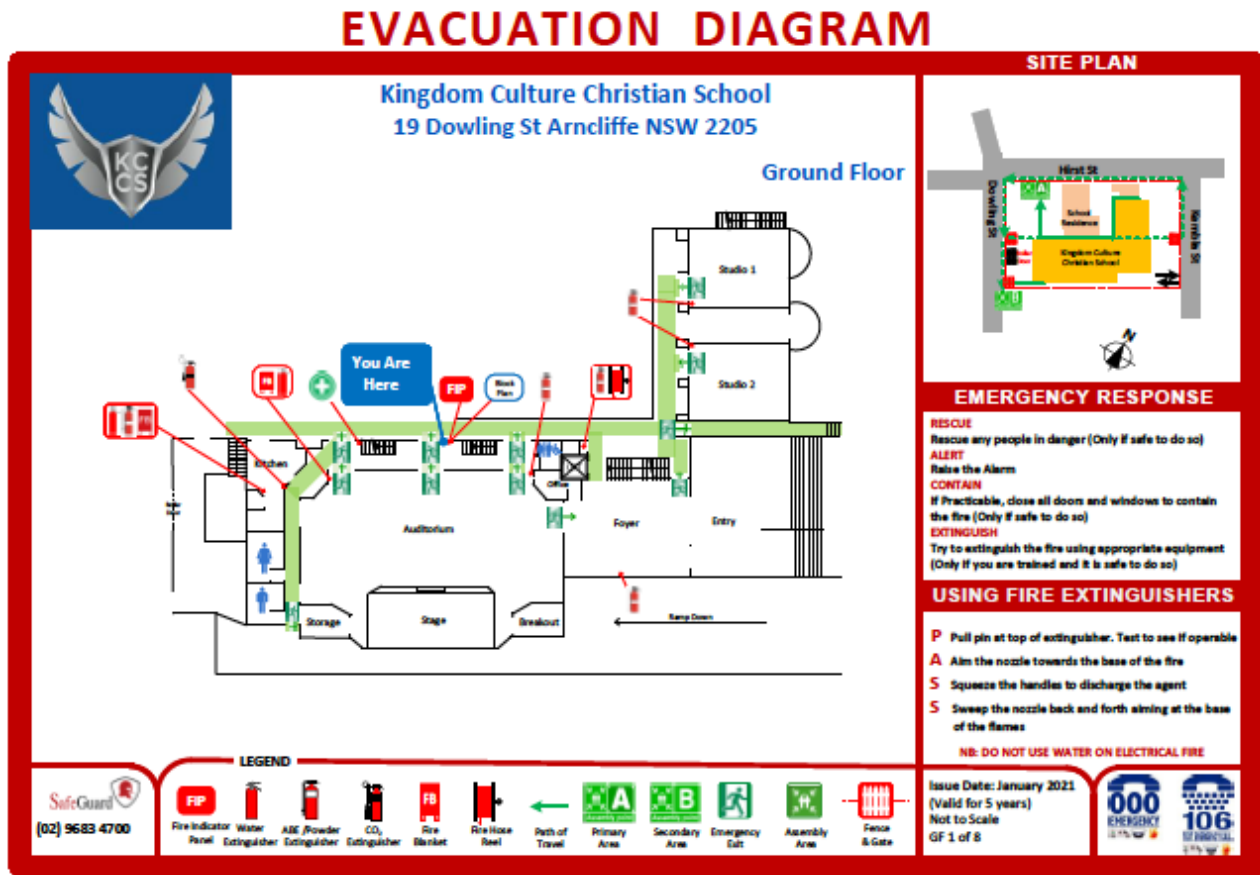 EVACUATION DIAGRAM
KC
CS
Kingdom Culture Christian School
19 Dowling St Arncliffe NSW 2205
Ground Floor
Studio 1
Studio 2
You Are
Here
FIP
Block
Plan
FB
Kitchen
Office
Auditorium
Foyer
Entry
Storage
Stage
Breakout
Ramp Down
SITE PLAN
Hirst St
Dowling St
A
School
Residence
Kingdom Culture
Christian School
B
N
EMERGENCY RESPONSE
RESCUE
Rescue any people in danger (Only if safe to do so)
ALERT
Raise the Alarm
CONTAIN
If Practicable, close all doors and windows to contain
the fire (Only if safe to do so)
EXTINGUISH
Try to extinguish the fire using appropriate equipment
(Only if you are trained and it is safe to do so)
USING FIRE EXTINGUISHERS
P Pull pin at top of extinguisher. Test to see if operable
A Aim the nozzle towards the base of the fire
S Squeeze the handles to discharge the agent
S Sweep the nozzle back and forth aiming at the base
of the flames
NB: DO NOT USE WATER ON ELECTRICAL FIRE
SafeGuard
(02) 9683 4700
LEGEND
FIP
Fire Indicator
Panel
Water
Extinguisher
ABE /Powder
Extinguisher
CO₂
Extinguisher
FB
Fire
Blanket
Fire Hose
Reel
Path of
Travel
A
Assembly point
Primary
Area
B
Assembly point
Secondary
Area
Emergency
Exit
Assembly
Area
Fence
& Gate
Issue Date: January 2021
(Valid for 5 years)
Not to Scale
GF 1 of 8
000
EMERGENCY
106